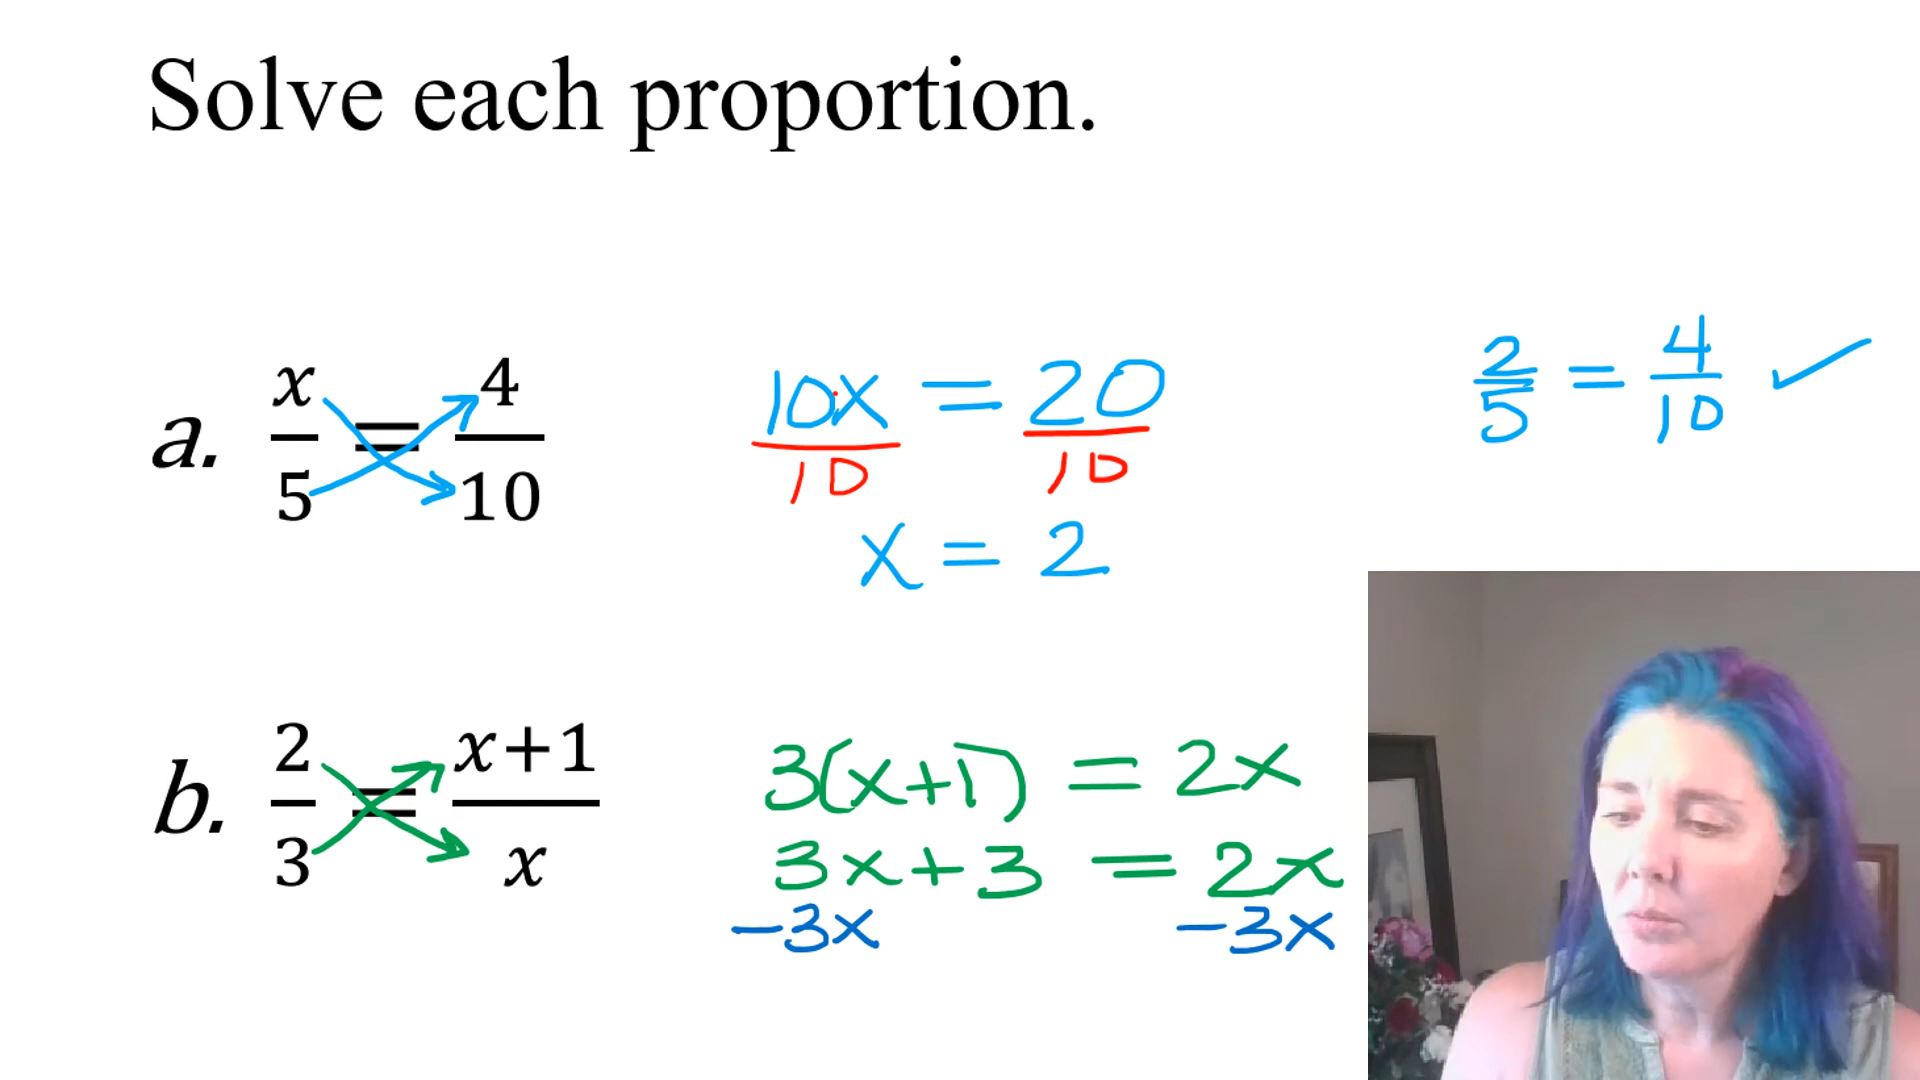 Solve each proportion.
a. x/5 = 4/10
10x/10 = 20/10
x = 2
2/5 = 4/10 ✓
b. 2/3 = x+1/x
3(x+1) = 2x
3x+3 = 2x
-3x -3x